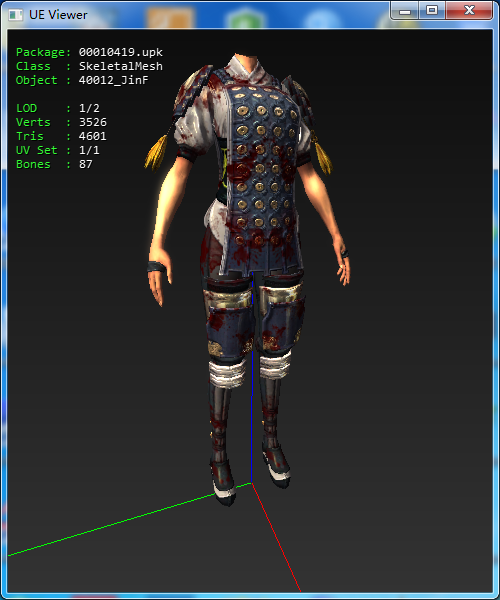 UE Viewer
Package: 00010419.upk
Class : SkeletalMesh
Object : 40012_JinF
LOD : 1/2
Verts : 3526
Tris : 4601
UV Set : 1/1
Bones : 87